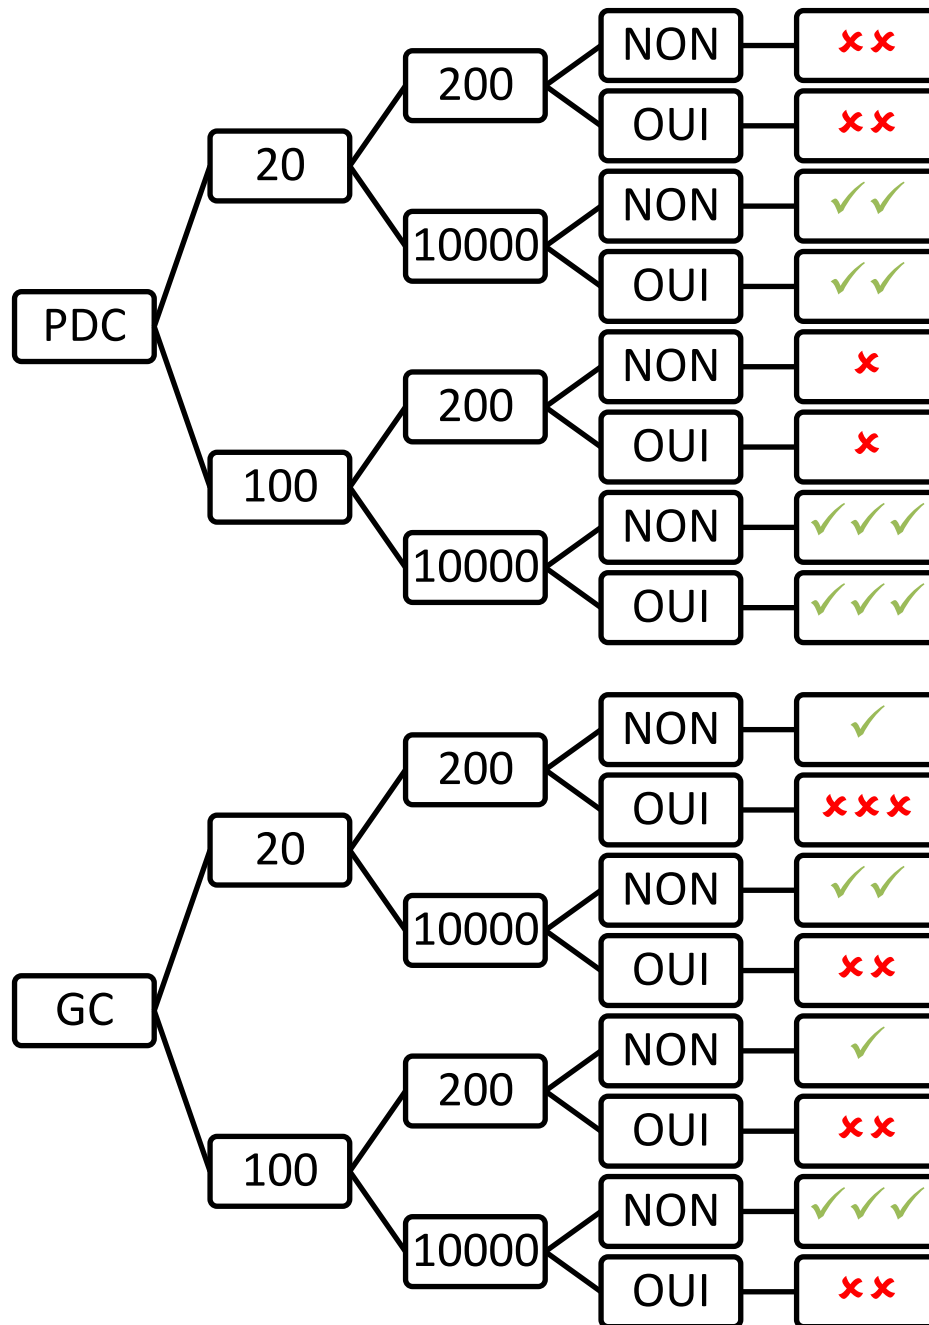 NON ✘✘
200
OUI ✘✘
20
NON ✓✓
10000
OUI ✓✓
PDC
NON ✘
200
OUI ✘
100
NON ✓✓✓
10000
OUI ✓✓✓
NON ✓
200
OUI ✘✘✘
20
NON ✓✓
10000
OUI ✘✘
GC
NON ✓
200
OUI ✘✘
100
NON ✓✓✓
10000
OUI ✘✘